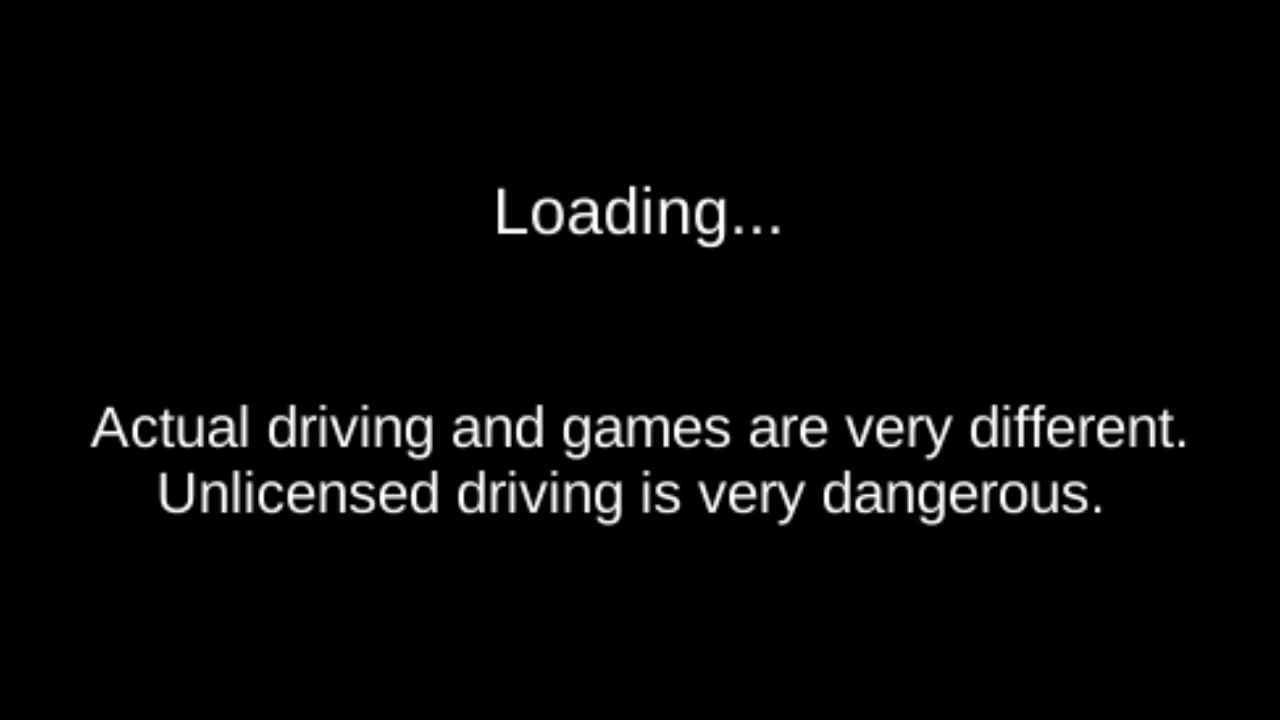 Loading...
Actual driving and games are very different.
Unlicensed driving is very dangerous.